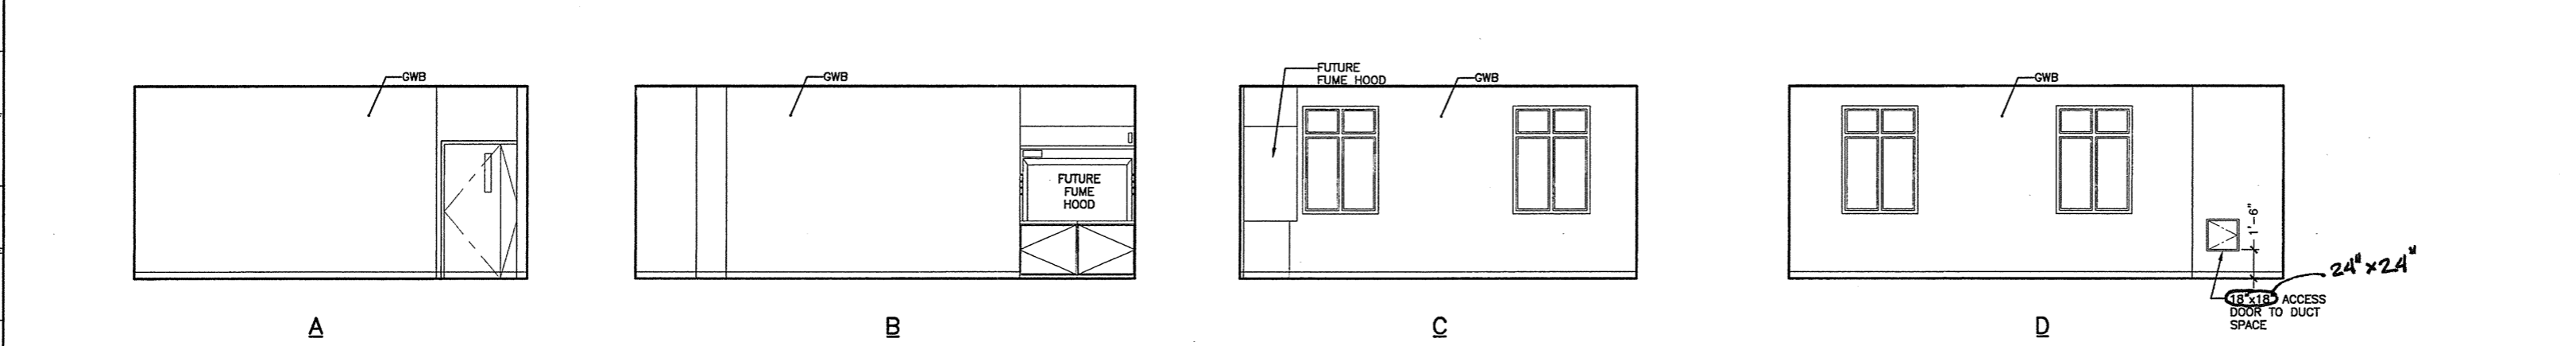 GWB
A
GWB
FUTURE
FUME
HOOD
B
FUTURE
FUME HOOD
GWB
C
GWB
1'-6"
24"x24"
18"x18" ACCESS
DOOR TO DUCT
SPACE
D